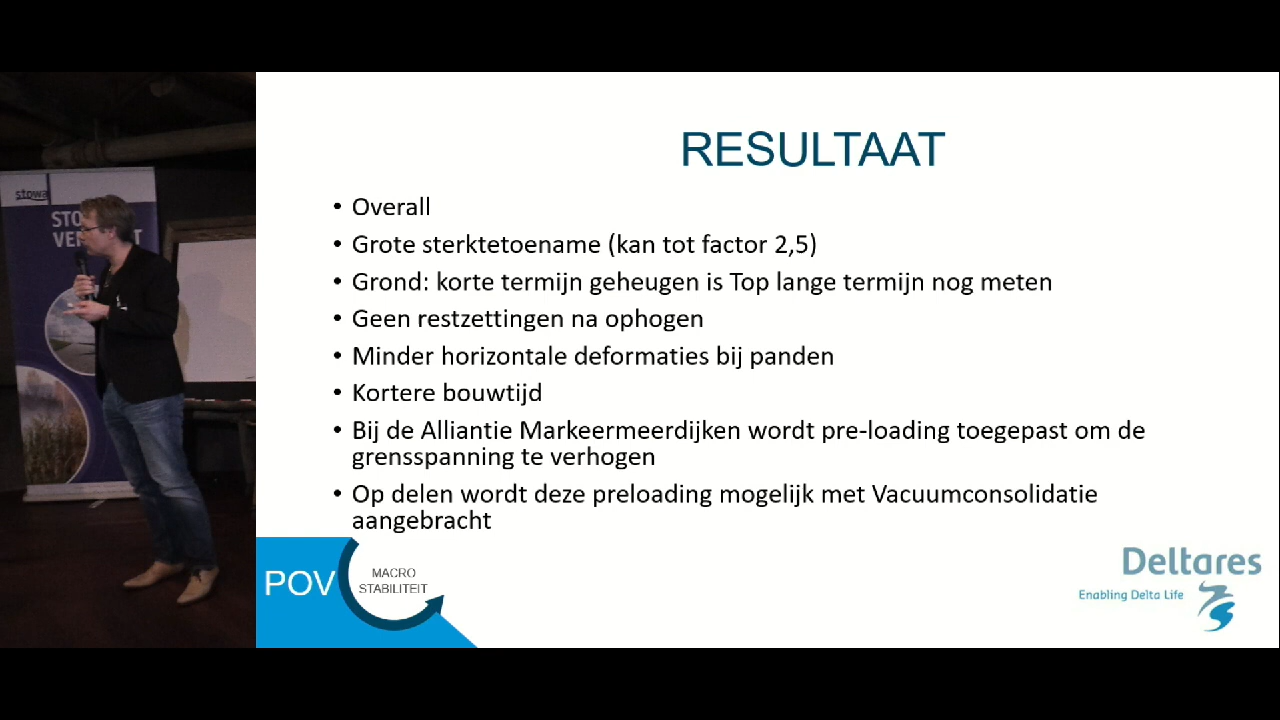 stowa
STO
VER T
RESULTAAT
• Overall
• Grote sterktetoename (kan tot factor 2,5)
• Grond: korte termijn geheugen is Top lange termijn nog meten
• Geen restzettingen na ophogen
• Minder horizontale deformaties bij panden
• Kortere bouwtijd
• Bij de Alliantie Markeermeerdijken wordt pre-loading toegepast om de
grensspanning te verhogen
• Op delen wordt deze preloading mogelijk met Vacuumconsolidatie
aangebracht
POV
MACRO
STABILITEIT
Deltares
Enabling Delta Life